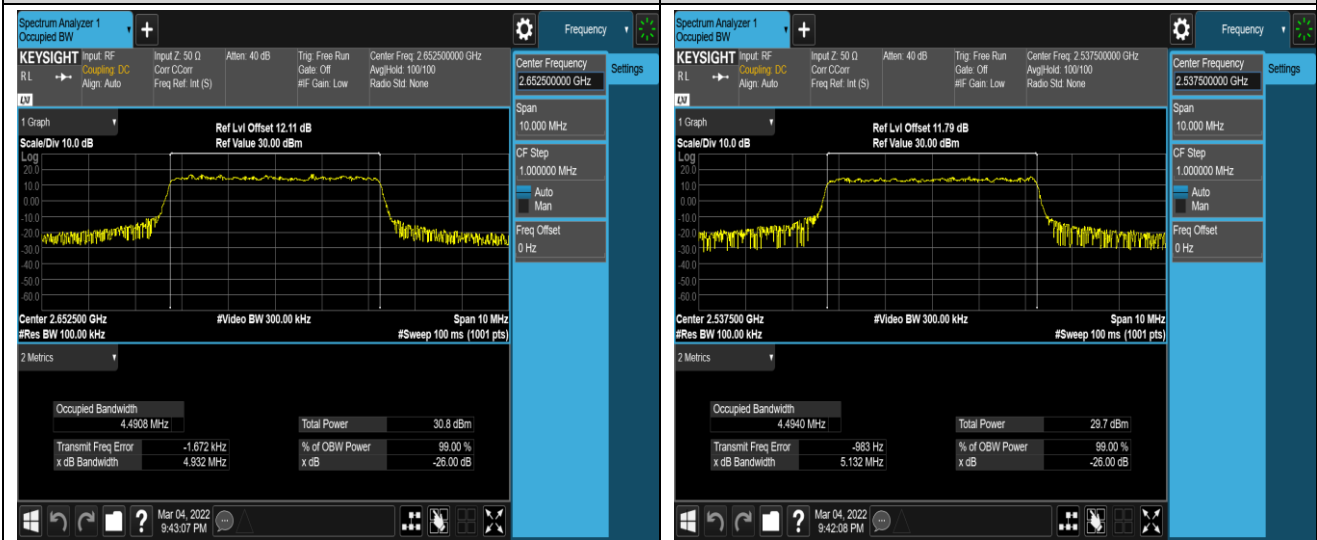 Spectrum Analyzer 1
Occupied BW
+
Frequency
KEYSIGHT Input: RF Input Z: 50 Ω Atten: 40 dB Trig: Free Run Center Freq: 2.652500000 GHz
RL Coupling: DC Corr CCorr Gate: Off Avg|Hold: 100/100
Align: Auto Freq Ref: Int (S) #IF Gain: Low Radio Std: None
LXI
Center Frequency
2.652500000 GHz
Settings
Span
10.000 MHz
CF Step
1.000000 MHz
Auto
Man
Freq Offset
0 Hz
1 Graph
Ref Lvl Offset 12.11 dB
Scale/Div 10.0 dB Ref Value 30.00 dBm
Log
20.0
10.0
0.00
-10.0
-20.0
-30.0
-40.0
-50.0
-60.0
Center 2.652500 GHz #Video BW 300.00 kHz Span 10 MHz
#Res BW 100.00 kHz #Sweep 100 ms (1001 pts)
2 Metrics
Occupied Bandwidth
4.4908 MHz Total Power 30.8 dBm
Transmit Freq Error -1.672 kHz % of OBW Power 99.00 %
x dB Bandwidth 4.932 MHz x dB -26.00 dB
? Mar 04, 2022
9:43:07 PM
Spectrum Analyzer 1
Occupied BW
+
Frequency
KEYSIGHT Input: RF Input Z: 50 Ω Atten: 40 dB Trig: Free Run Center Freq: 2.537500000 GHz
RL Coupling: DC Corr CCorr Gate: Off Avg|Hold: 100/100
Align: Auto Freq Ref: Int (S) #IF Gain: Low Radio Std: None
LXI
Center Frequency
2.537500000 GHz
Settings
Span
10.000 MHz
CF Step
1.000000 MHz
Auto
Man
Freq Offset
0 Hz
1 Graph
Ref Lvl Offset 11.79 dB
Scale/Div 10.0 dB Ref Value 30.00 dBm
Log
20.0
10.0
0.00
-10.0
-20.0
-30.0
-40.0
-50.0
-60.0
Center 2.537500 GHz #Video BW 300.00 kHz Span 10 MHz
#Res BW 100.00 kHz #Sweep 100 ms (1001 pts)
2 Metrics
Occupied Bandwidth
4.4940 MHz Total Power 29.7 dBm
Transmit Freq Error -983 Hz % of OBW Power 99.00 %
x dB Bandwidth 5.132 MHz x dB -26.00 dB
? Mar 04, 2022
9:42:08 PM